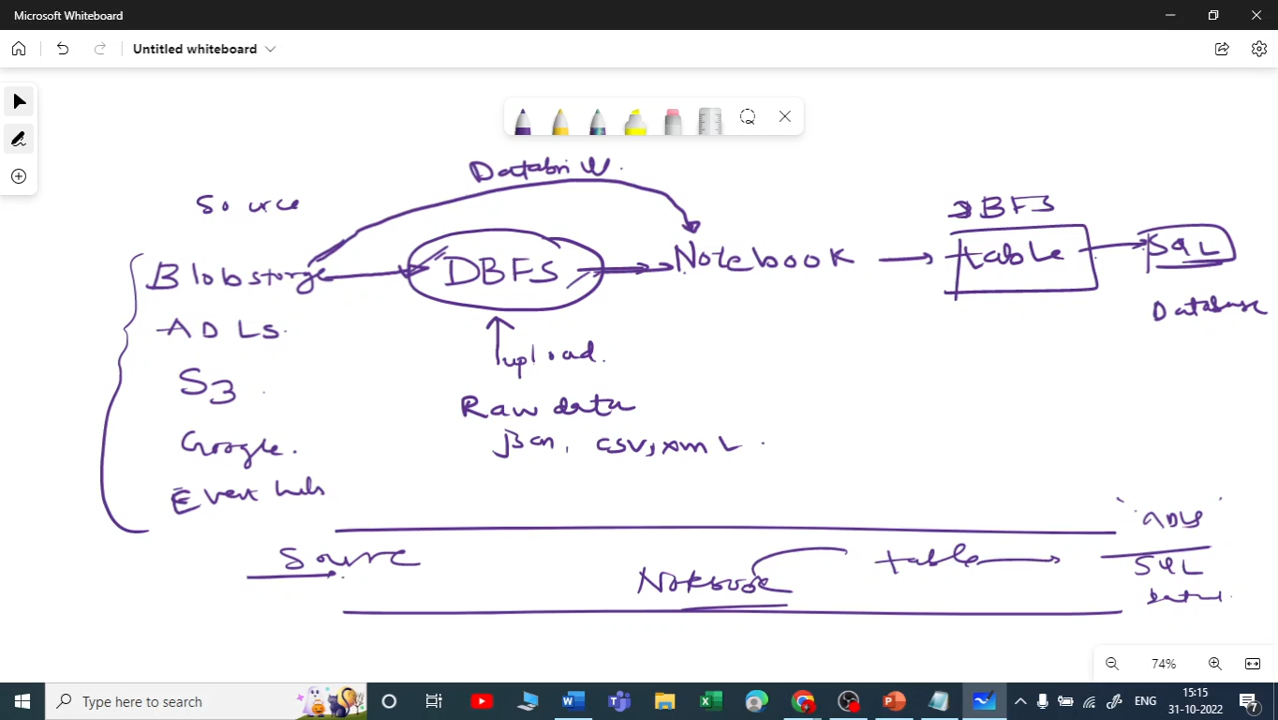 Microsoft Whiteboard
Untitled whiteboard
Source
Blobstorge
ADLs.
S3
Google.
Event hub
DBFS
upload.
Raw data
json, csv, xmL
Notebook
DBFS
table
SQL
Database
Source
Notebook
table
ADLS
SQL
74%
Type here to search
ENG
15:15
31-10-2022
7